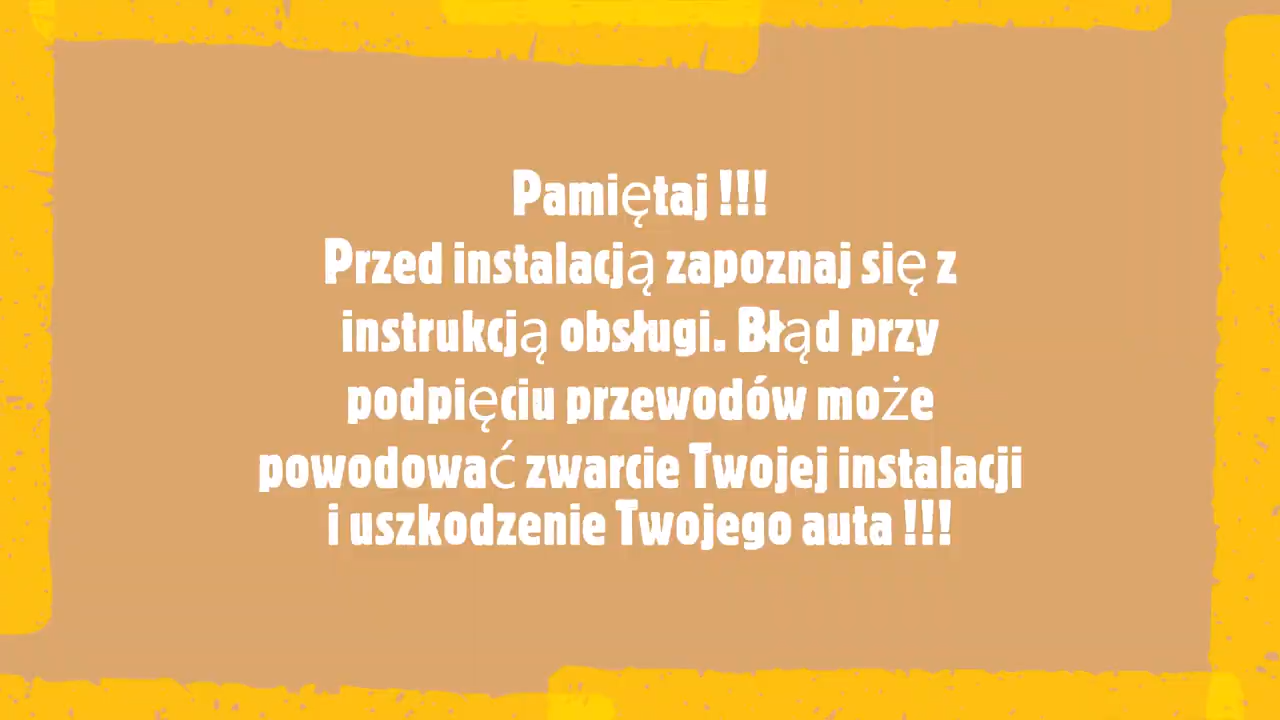 Pamiętaj !!!
Przed instalacją zapoznaj się z
instrukcją obsługi. Błąd przy
podpięciu przewodów może
powodować zwarcie Twojej instalacji
i uszkodzenie Twojego auta !!!